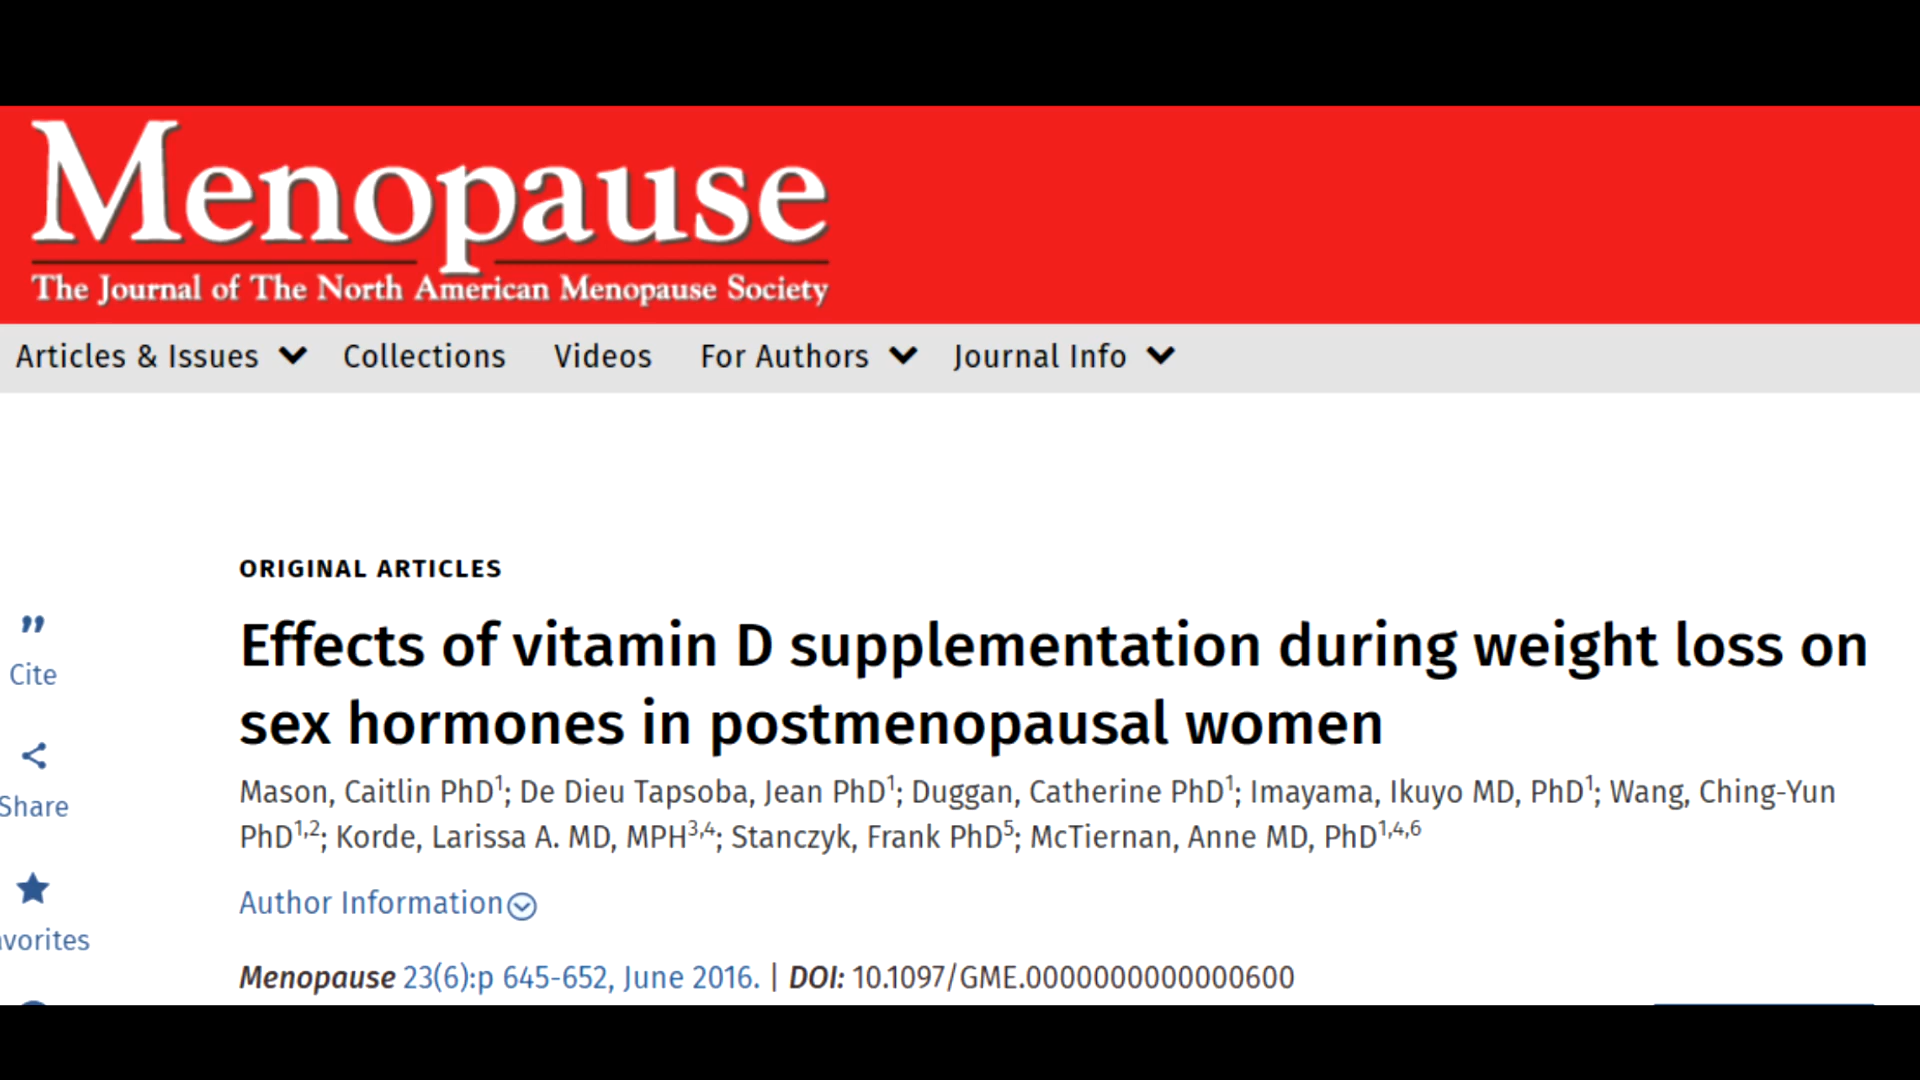 Menopause
The Journal of The North American Menopause Society
Articles & Issues Collections Videos For Authors Journal Info
ORIGINAL ARTICLES
Effects of vitamin D supplementation during weight loss on
sex hormones in postmenopausal women
Mason, Caitlin PhD1; De Dieu Tapsoba, Jean PhD1; Duggan, Catherine PhD1; Imayama, Ikuyo MD, PhD1; Wang, Ching-Yun
PhD1,2; Korde, Larissa A. MD, MPH3,4; Stanczyk, Frank PhD5; McTiernan, Anne MD, PhD1,4,6
Author Information
Menopause 23(6):p 645-652, June 2016. | DOI: 10.1097/GME.0000000000000600
Cite
Share
avorites